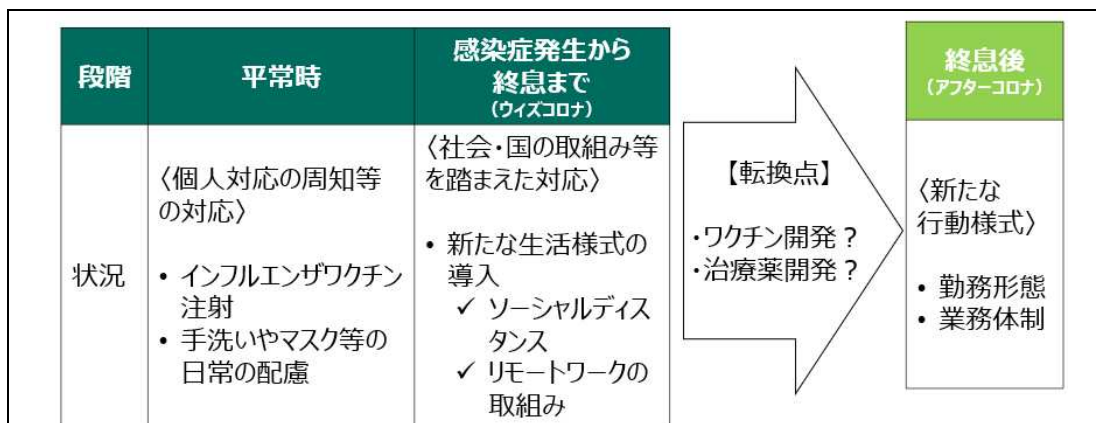 段階
平常時
感染症発生から
終息まで
(ウィズコロナ)
終息後
(アフターコロナ)
状況
〈個人対応の周知等
の対応〉
• インフルエンザワクチン
注射
• 手洗いやマスク等の
日常の配慮
〈社会・国の取組み等
を踏まえた対応〉
• 新たな生活様式の
導入
✓ ソーシャルディス
タンス
✓ リモートワークの
取組み
【転換点】
・ワクチン開発？
・治療薬開発？
〈新たな
行動様式〉
• 勤務形態
• 業務体制